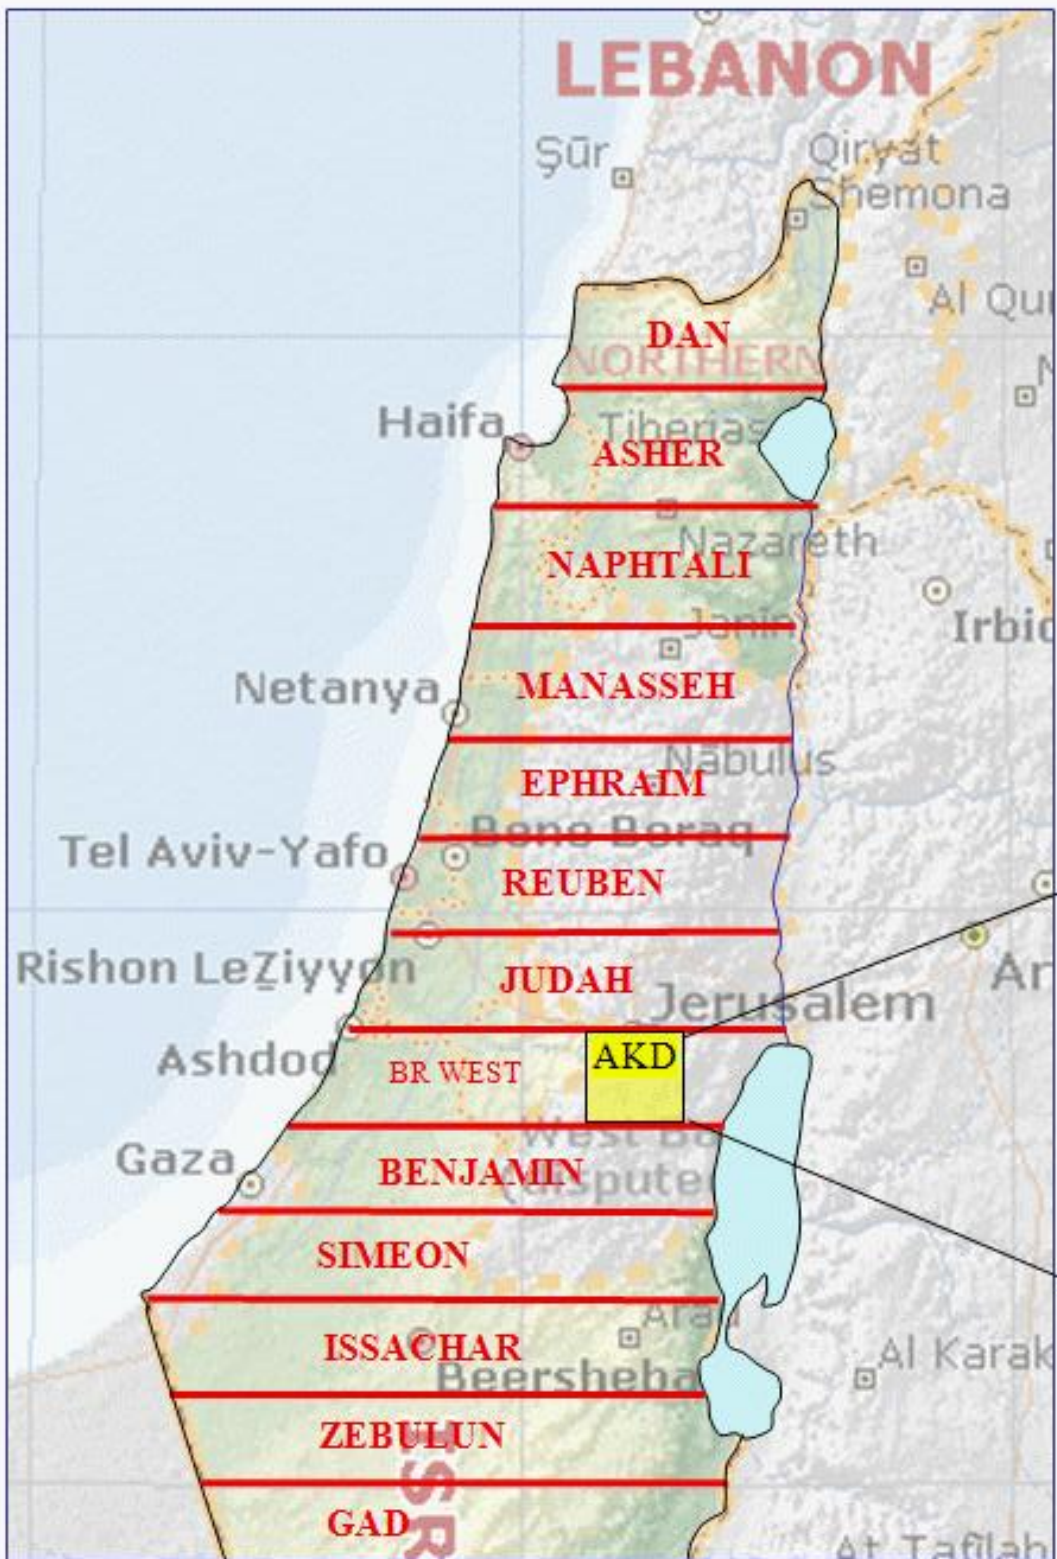 LEBANON
Şūr
Qiryat
Shemona
Al Qu
DAN
NORTHERN
Haifa
Tiberias
ASHER
Nazareth
NAPHTALI
Janin
Irbid
Netanya
MANASSEH
Nābulus
EPHRAIM
Bene Beraq
Tel Aviv-Yafo
REUBEN
Rishon LeẔiyyon
JUDAH
Jerusalem
Ashdod
BR WEST
AKD
West Ba
Gaza
BENJAMIN
(dispute
SIMEON
Arad
ISSACHAR
Beersheba
Al Karak
ZEBULUN
ISR
GAD
At Tafilah